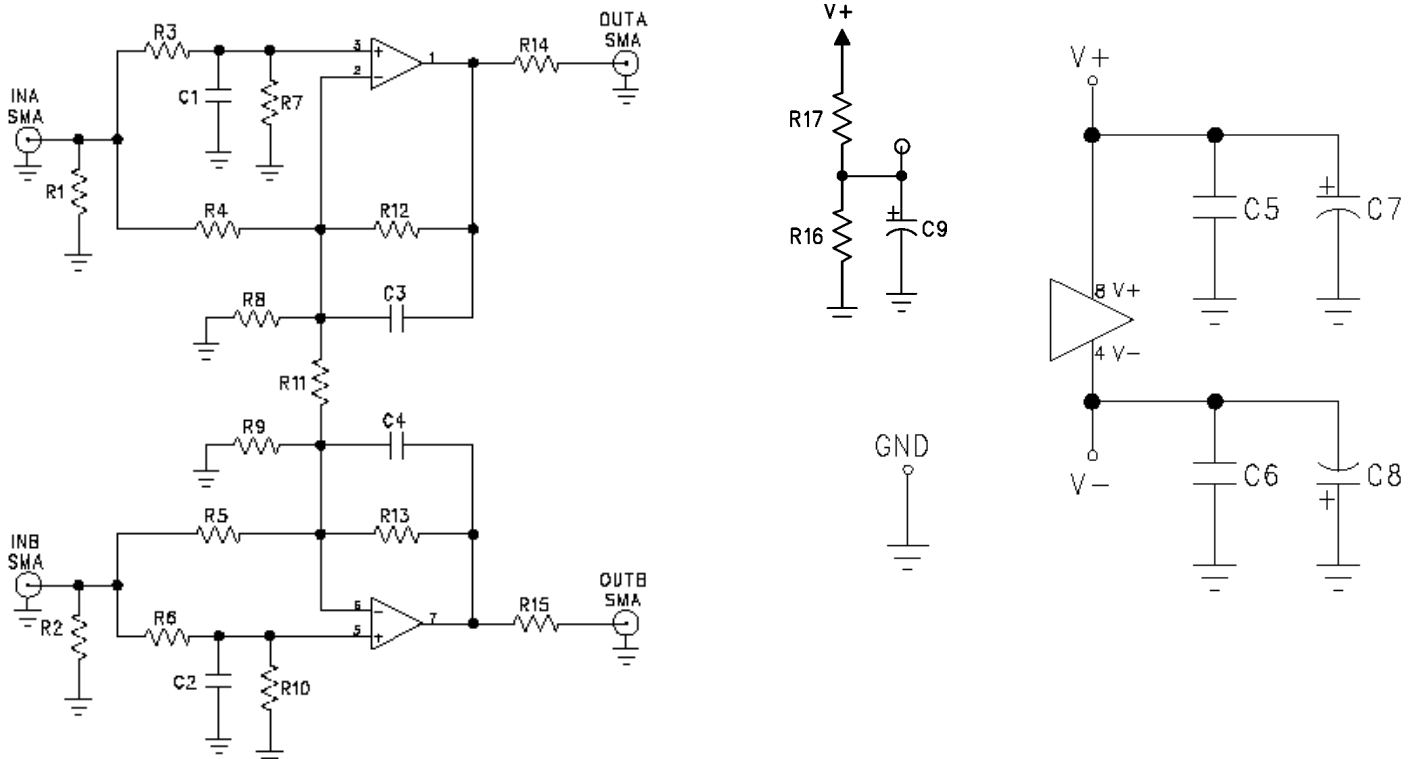 OUTA
SMA
R3
3
+
1
R14
2
-
INA
SMA
C1
R7
R1
R4
R12
R8
C3
R11
R9
C4
R5
R13
INB
SMA
OUTB
SMA
6
-
7
R15
R6
5
+
R2
C2
R10
V+
R17
R16
+
C9
GND
V+
C5
+
C7
8 V+
4 V-
V-
C6
C8
+